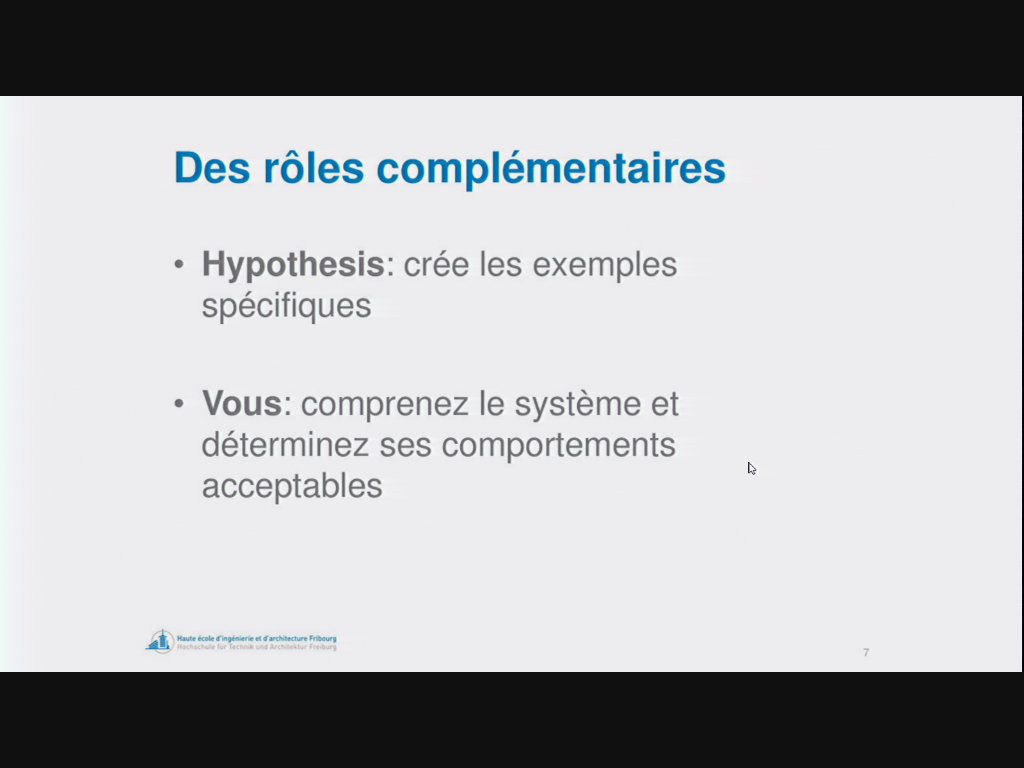 Des rôles complémentaires
• Hypothesis: crée les exemples
spécifiques
• Vous: comprenez le système et
déterminez ses comportements
acceptables
Haute école d'ingénierie et d'architecture Fribourg
Hochschule für Technik und Architektur Freiburg
7